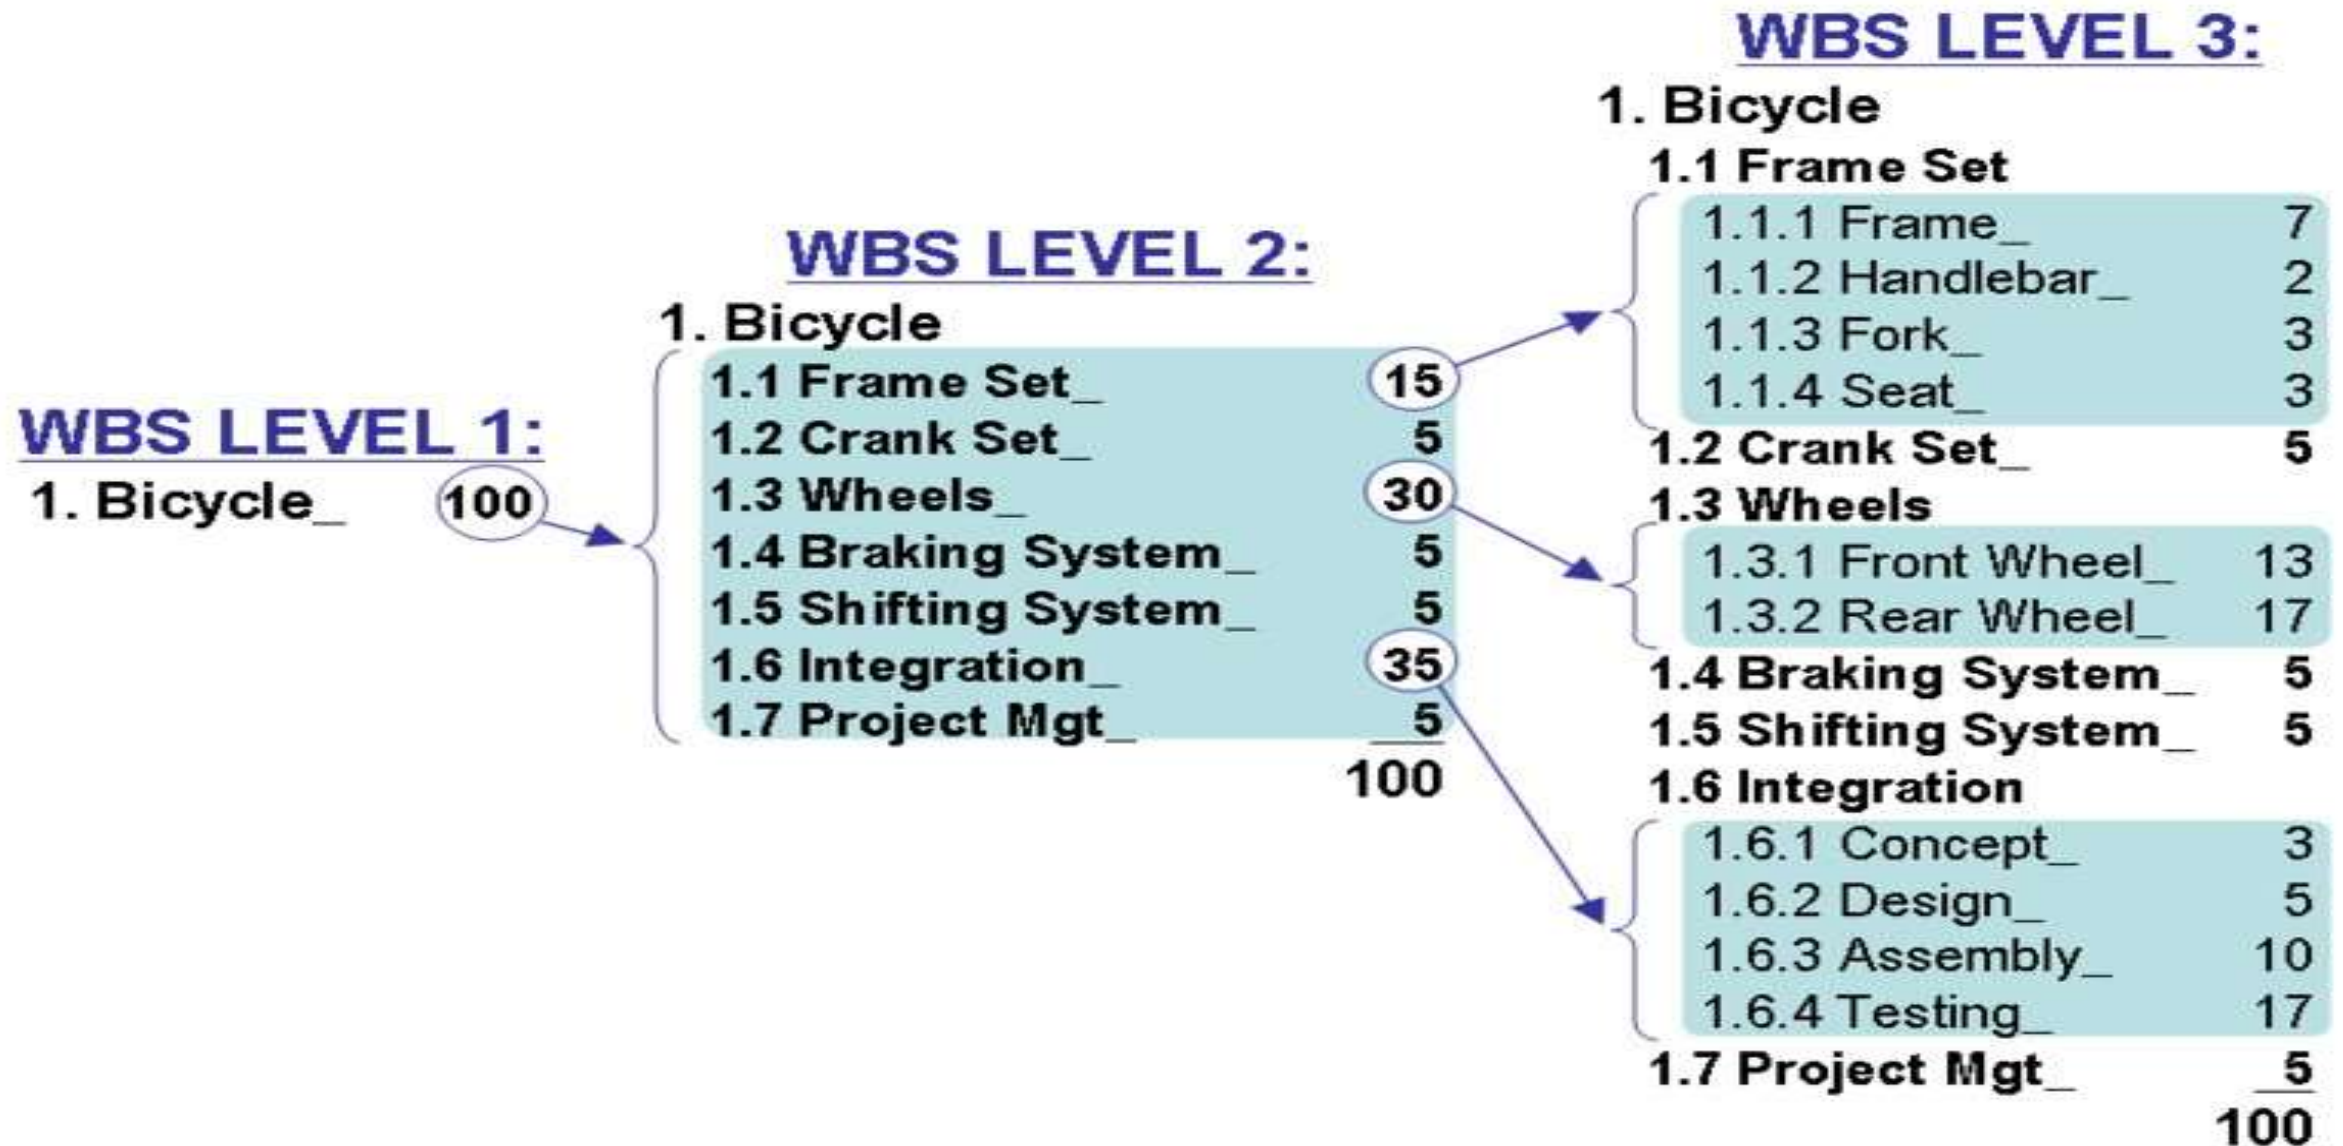 WBS LEVEL 1:
1. Bicycle_ 100
WBS LEVEL 2:
1. Bicycle
1.1 Frame Set_ 15
1.2 Crank Set_ 5
1.3 Wheels_ 30
1.4 Braking System_ 5
1.5 Shifting System_ 5
1.6 Integration_ 35
1.7 Project Mgt_ 5
100
WBS LEVEL 3:
1. Bicycle
1.1 Frame Set
1.1.1 Frame_ 7
1.1.2 Handlebar_ 2
1.1.3 Fork_ 3
1.1.4 Seat_ 3
1.2 Crank Set_ 5
1.3 Wheels
1.3.1 Front Wheel_ 13
1.3.2 Rear Wheel_ 17
1.4 Braking System_ 5
1.5 Shifting System_ 5
1.6 Integration
1.6.1 Concept_ 3
1.6.2 Design_ 5
1.6.3 Assembly_ 10
1.6.4 Testing_ 17
1.7 Project Mgt_ 5
100